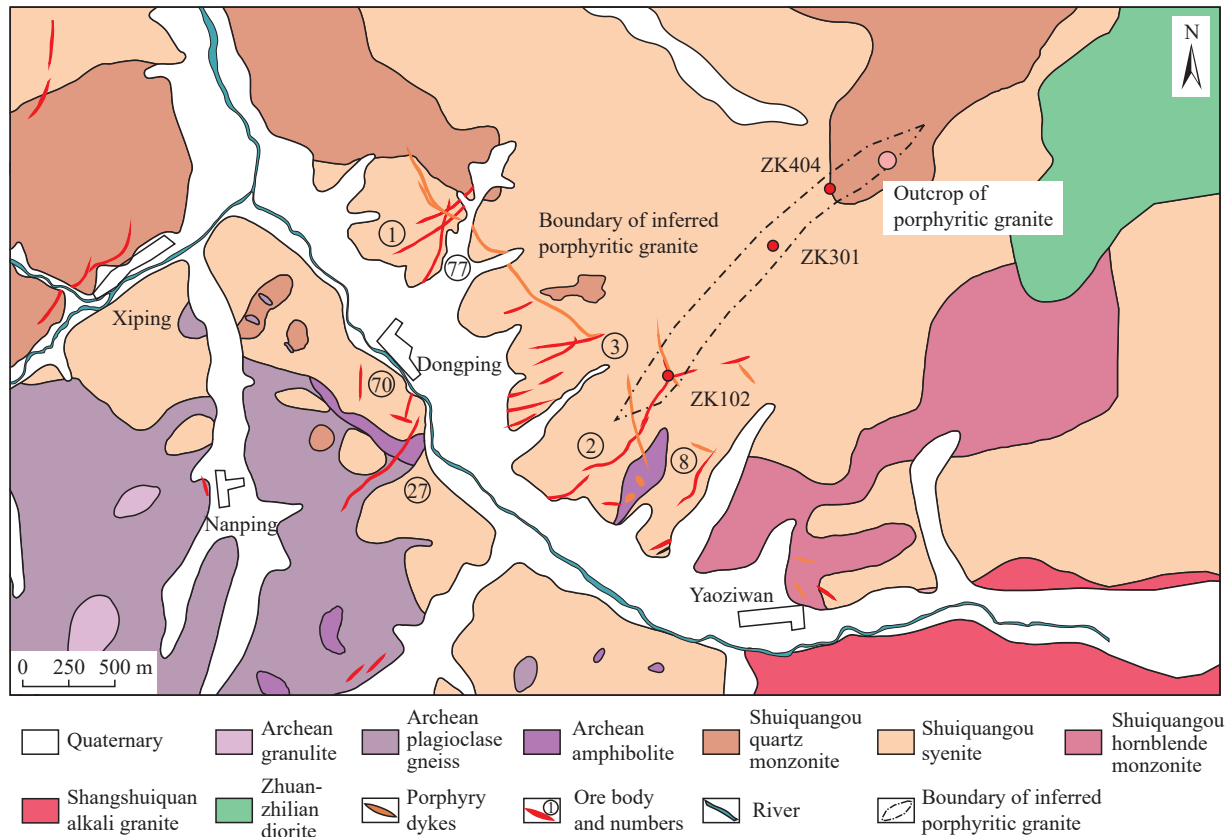 N
ZK404
Outcrop of
porphyritic granite
Boundary of inferred
porphyritic granite
ZK301
1
77
Xiping
Dongping
3
70
ZK102
2
8
27
Nanping
Yaoziwan
0 250 500 m
Quaternary
Archean
granulite
Archean
plagioclase
gneiss
Archean
amphibolite
Shuiquangou
quartz
monzonite
Shuiquangou
syenite
Shuiquangou
hornblende
monzonite
Shangshuiquan
alkali granite
Zhuan-
zhilian
diorite
Porphyry
dykes
1
Ore body
and numbers
River
Boundary of inferred
porphyritic granite